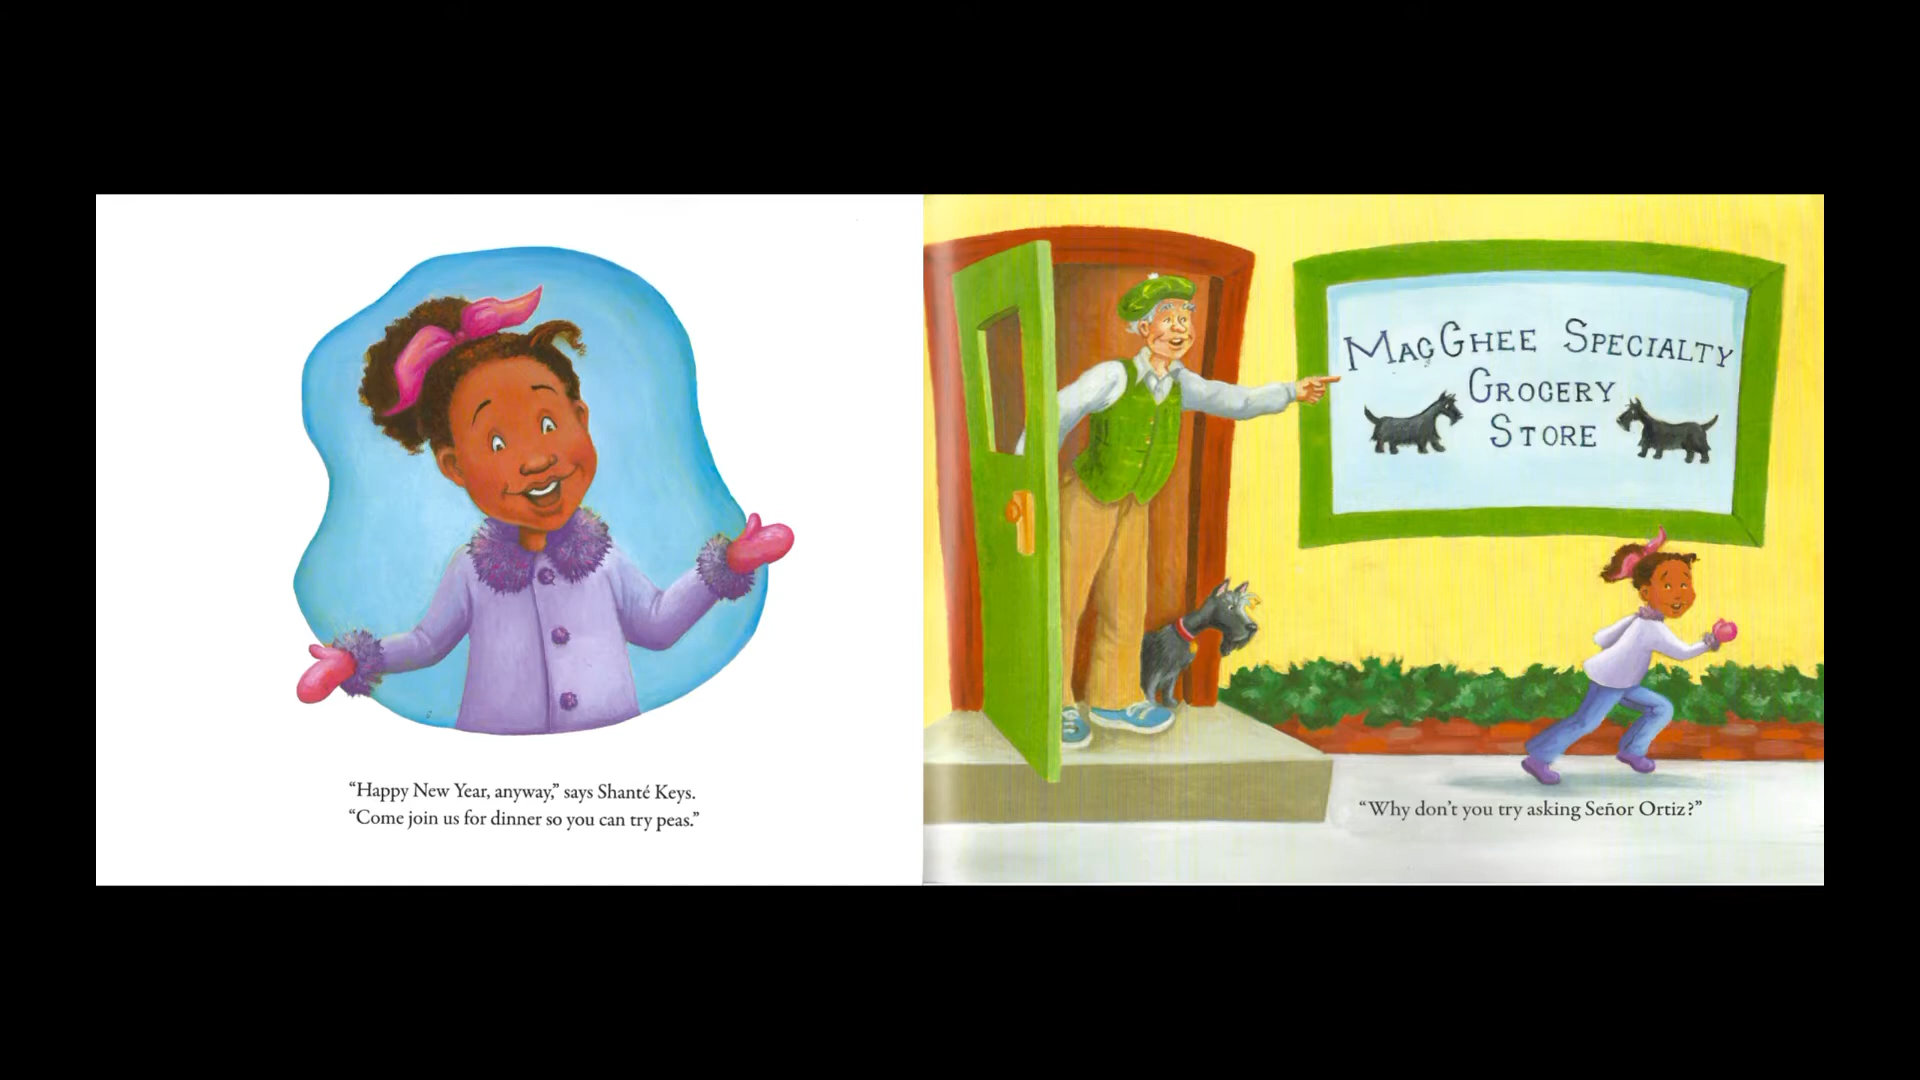 “Happy New Year, anyway,” says Shanté Keys.
“Come join us for dinner so you can try peas.”
MacGhee Specialty
Grocery
Store
“Why don’t you try asking Señor Ortiz?”